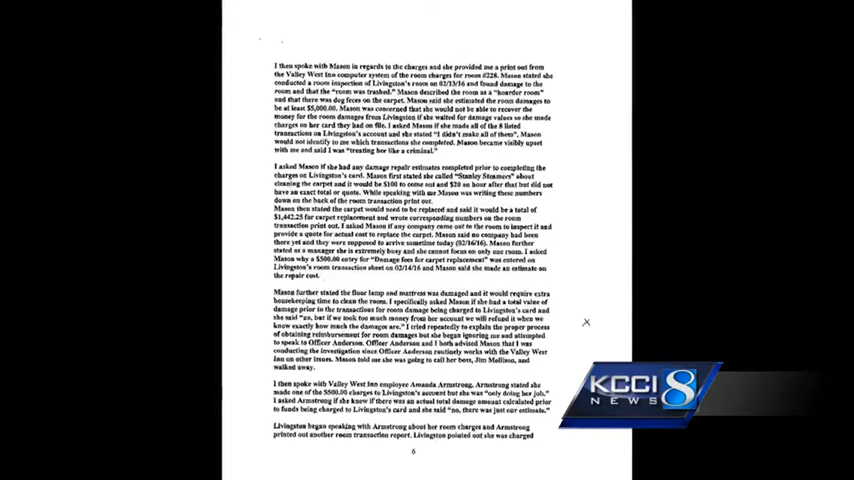 I then spoke with Mason in regards to the charges and she provided me a print out from
the Valley West Inn computer system of the room charges for room #228. Mason stated she
conducted a room inspection of Livingston's room on 02/13/16 and found damage to the
room and that the "room was trashed." Mason described the room as a "hoarder room"
and that there was dog feces on the carpet. Mason said she estimated the room damages to
be at least $5,000.00. Mason was concerned that she would not be able to recover the
money for the room damages from Livingston if she waited for damage values so she made
charges on her card they had on file. I asked Mason if she made all of the 8 listed
transactions on Livingston's account and she stated "I didn't make all of them". Mason
would not identify to me which transactions she completed. Mason became visibly upset
with me and said I was "treating her like a criminal."
I asked Mason if she had any damage repair estimates completed prior to completing the
charges on Livingston's card. Mason first stated she called "Stanley Steamers" about
cleaning the carpet and it would be $100 to come out and $20 on hour after that but did not
have an exact total or quote. While speaking with me Mason was writing these numbers
down on the back of the room transaction print out.
Mason then stated the carpet would need to be replaced and said it would be a total of
$1,442.25 for carpet replacement and wrote corresponding numbers on the room
transaction print out. I asked Mason if any company came out to the room to inspect it and
provide a quote for actual cost to replace the carpet. Mason said no company had been
there yet and they were supposed to arrive sometime today (02/16/16). Mason further
stated as a manager she is extremely busy and she cannot focus on only one room. I asked
Mason why a $500.00 entry for "Damage fees for carpet replacement" was entered on
Livingston's room transaction sheet on 02/14/16 and Mason said she made an estimate on
the repair cost.
Mason further stated the floor lamp and mattress was damaged and it would require extra
housekeeping time to clean the room. I specifically asked Mason if she had a total value of
damage prior to the transactions for room damage being charged to Livingston's card and
she said "no, but if we took too much money from her account we will refund it when we
know exactly how much the damages are." I tried repeatedly to explain the proper process
of obtaining reimbursement for room damages but she began ignoring me and attempted
to speak to Officer Anderson. Officer Anderson and I both advised Mason that I was
conducting the investigation since Officer Anderson routinely works with the Valley West
Inn on other issues. Mason told me she was going to call her boss, Jim Mollison, and
walked away.
I then spoke with Valley West Inn employee Amanda Armstrong. Armstrong stated she
made one of the $500.00 charges to Livingston's account but she was "only doing her job."
I asked Armstrong if she knew if there was an actual total damage amount calculated prior
to funds being charged to Livingston's card and she said "no, there was just our estimate."
Livingston began speaking with Armstrong about her room charges and Armstrong
printed out another room transaction report. Livingston pointed out she was charged
6
X
KCCI 8
NEWS